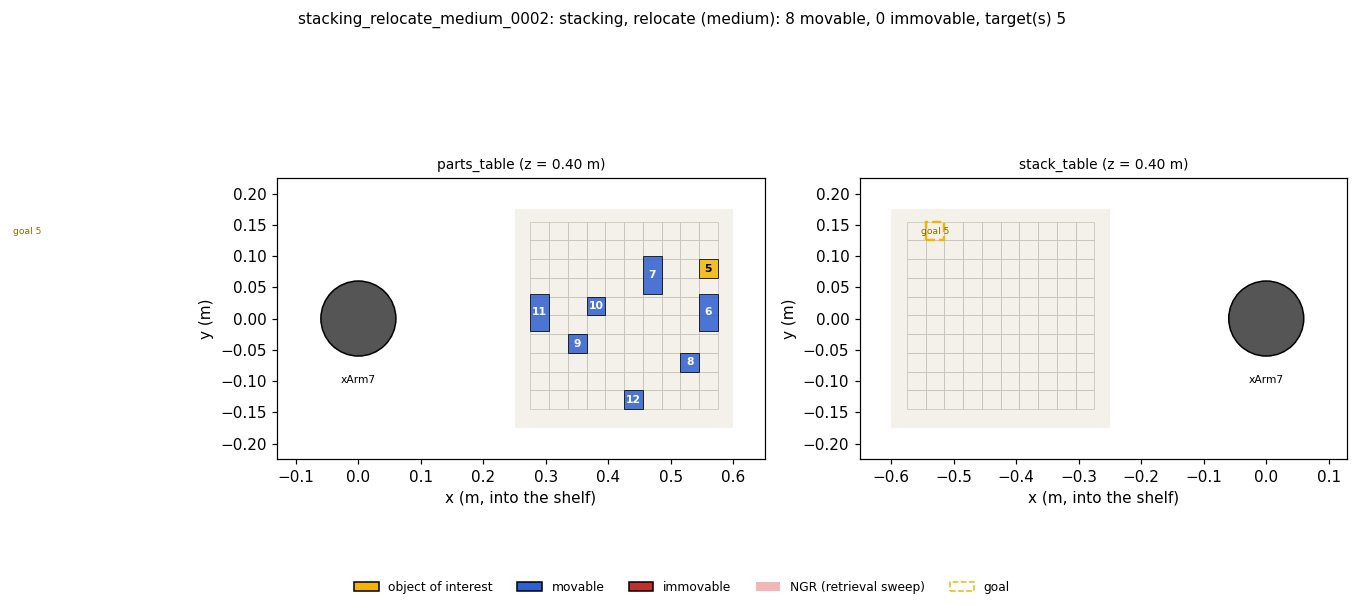 stacking_relocate_medium_0002: stacking, relocate (medium): 8 movable, 0 immovable, target(s) 5
parts_table (z = 0.40 m)
0.20
0.15
0.10
0.05
0.00
−0.05
−0.10
−0.15
−0.20
y (m)
−0.1
0.0
0.1
0.2
0.3
0.4
0.5
0.6
x (m, into the shelf)
goal 5
xArm7
5
7
11
10
6
9
8
12
stack_table (z = 0.40 m)
0.20
0.15
0.10
0.05
0.00
−0.05
−0.10
−0.15
−0.20
y (m)
−0.6
−0.5
−0.4
−0.3
−0.2
−0.1
0.0
0.1
x (m, into the shelf)
goal 5
xArm7
object of interest
movable
immovable
NGR (retrieval sweep)
goal